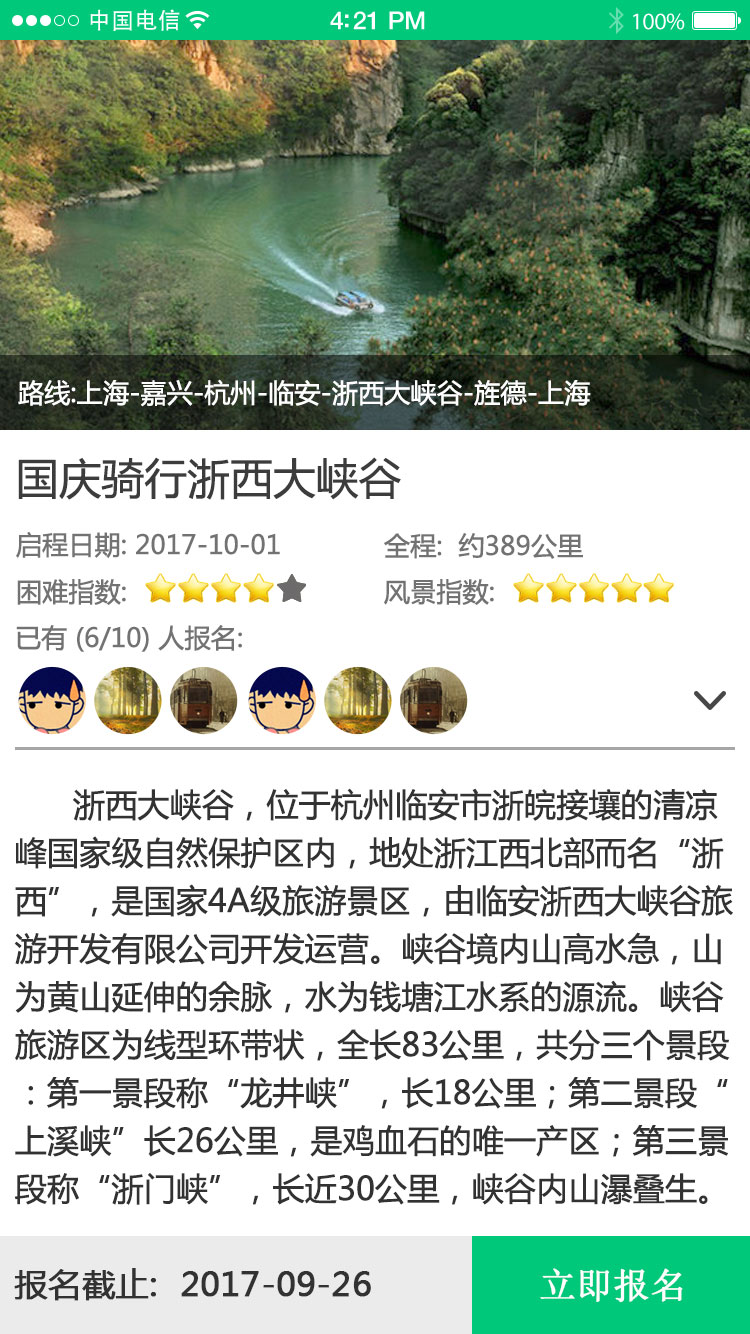 中国电信 4:21 PM 100%
路线:上海-嘉兴-杭州-临安-浙西大峡谷-旌德-上海
国庆骑行浙西大峡谷
启程日期: 2017-10-01 全程: 约389公里
困难指数: 风景指数:
已有 (6/10) 人报名:
浙西大峡谷，位于杭州临安市浙皖接壤的清凉
峰国家级自然保护区内，地处浙江西北部而名“浙
西”，是国家4A级旅游景区，由临安浙西大峡谷旅
游开发有限公司开发运营。峡谷境内山高水急，山
为黄山延伸的余脉，水为钱塘江水系的源流。峡谷
旅游区为线型环带状，全长83公里，共分三个景段
：第一景段称“龙井峡”，长18公里；第二景段“
上溪峡”长26公里，是鸡血石的唯一产区；第三景
段称“浙门峡”，长近30公里，峡谷内山瀑叠生。
报名截止: 2017-09-26 立即报名